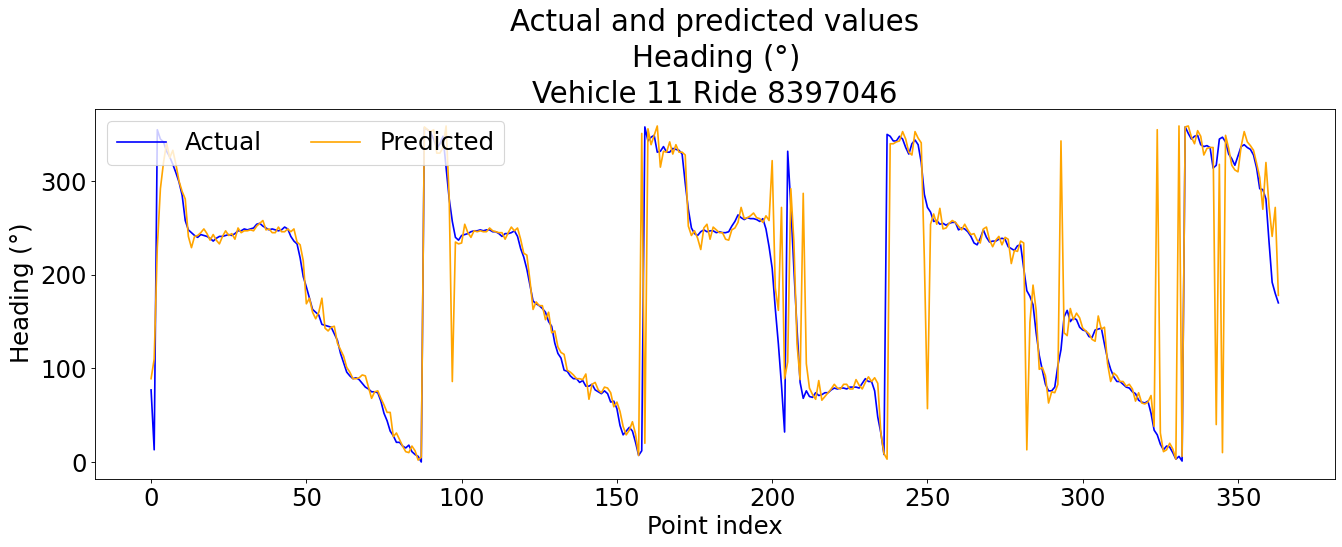 Actual and predicted values
Heading (°)
Vehicle 11 Ride 8397046
Actual
Predicted
Heading (°)
300
200
100
0
0
50
100
150
200
250
300
350
Point index